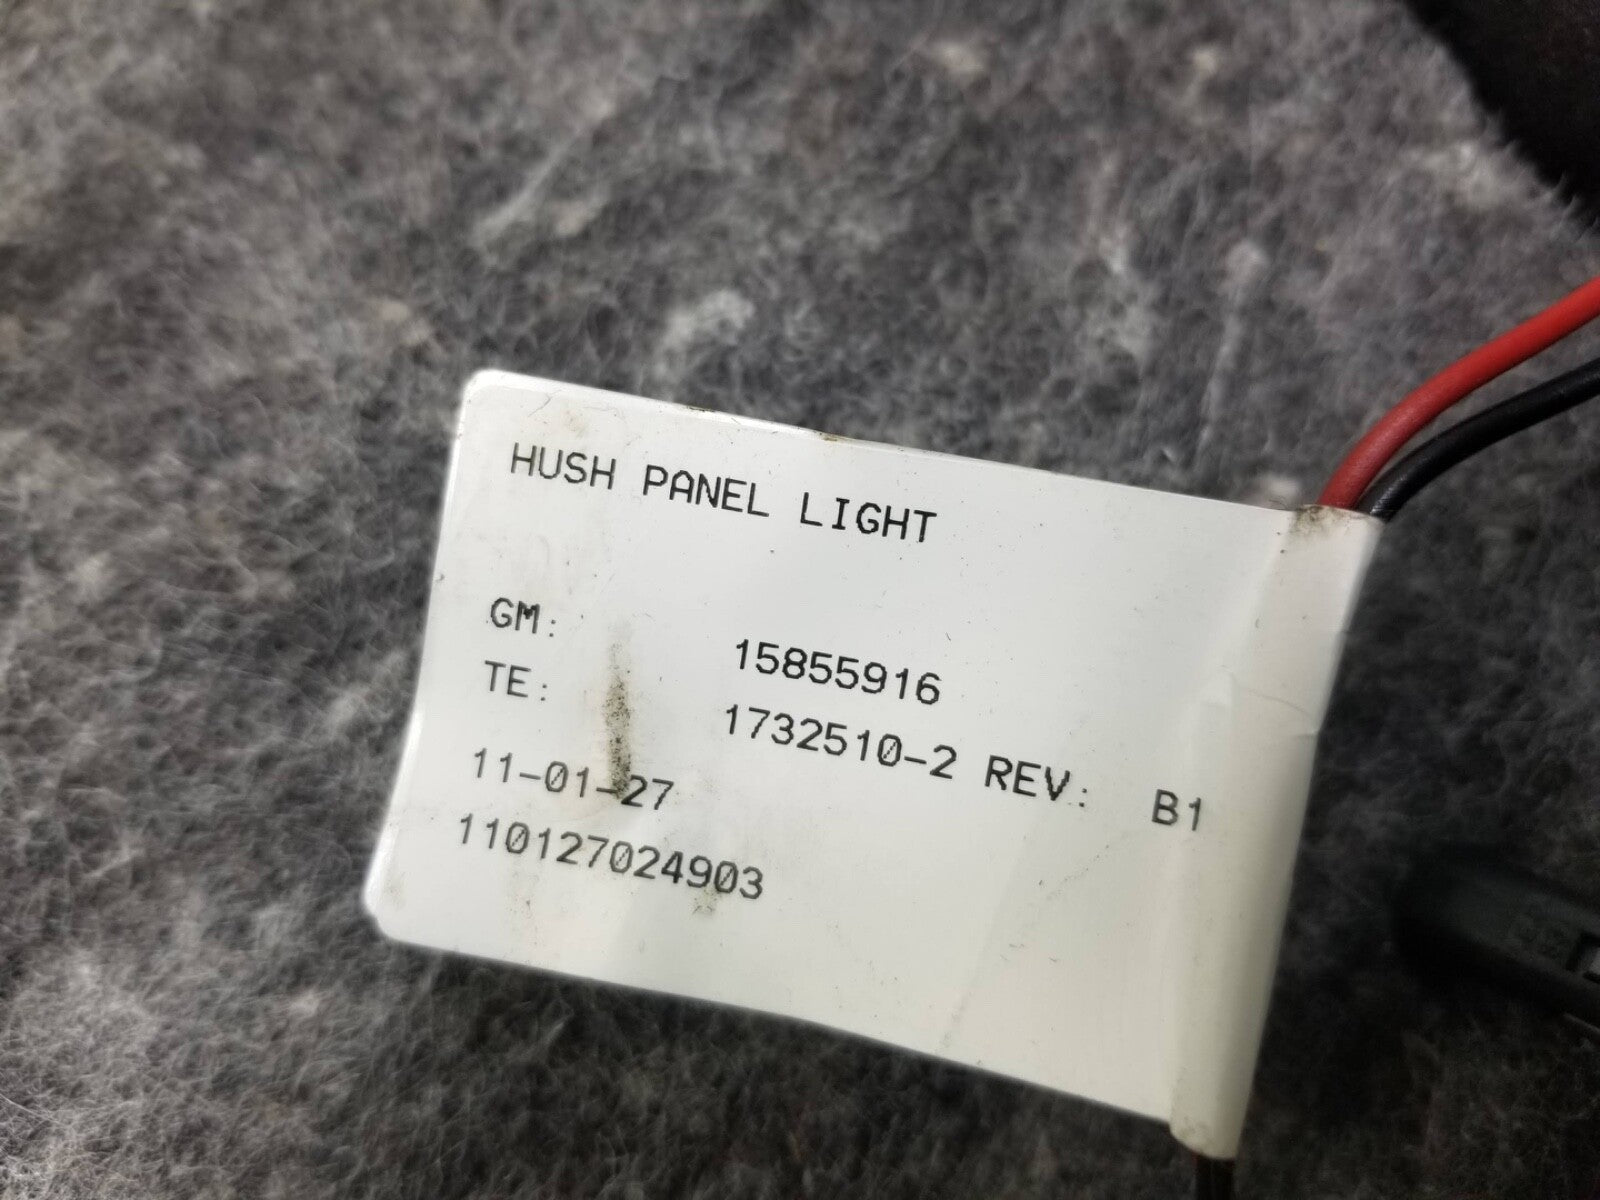 HUSH PANEL LIGHT
GM: 15855916
TE: 1732510-2 REV: B1
11-01-27
110127024903